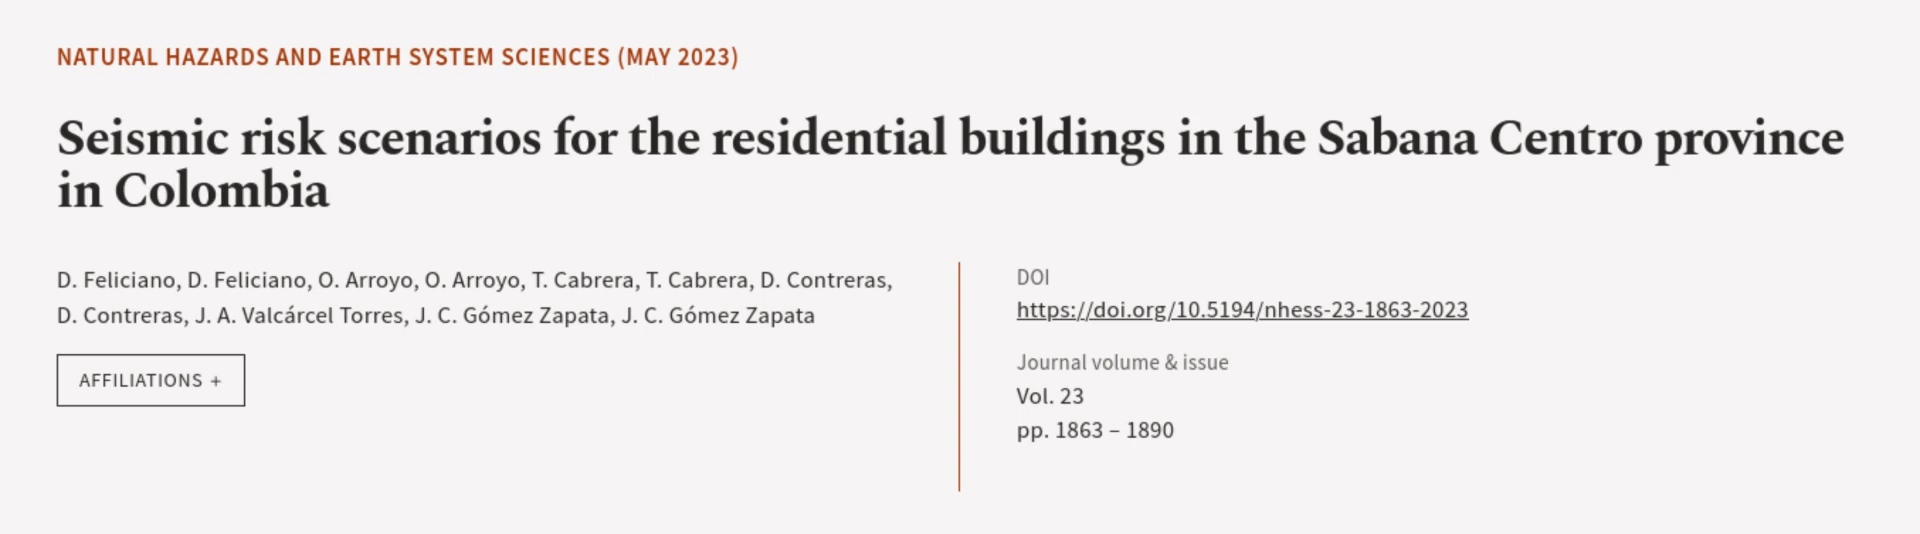 NATURAL HAZARDS AND EARTH SYSTEM SCIENCES (MAY 2023)
Seismic risk scenarios for the residential buildings in the Sabana Centro province
in Colombia
D. Feliciano, D. Feliciano, O. Arroyo, O. Arroyo, T. Cabrera, T. Cabrera, D. Contreras,
D. Contreras, J. A. Valcárcel Torres, J. C. Gómez Zapata, J. C. Gómez Zapata
AFFILIATIONS +
DOI
https://doi.org/10.5194/nhess-23-1863-2023
Journal volume & issue
Vol. 23
pp. 1863 – 1890